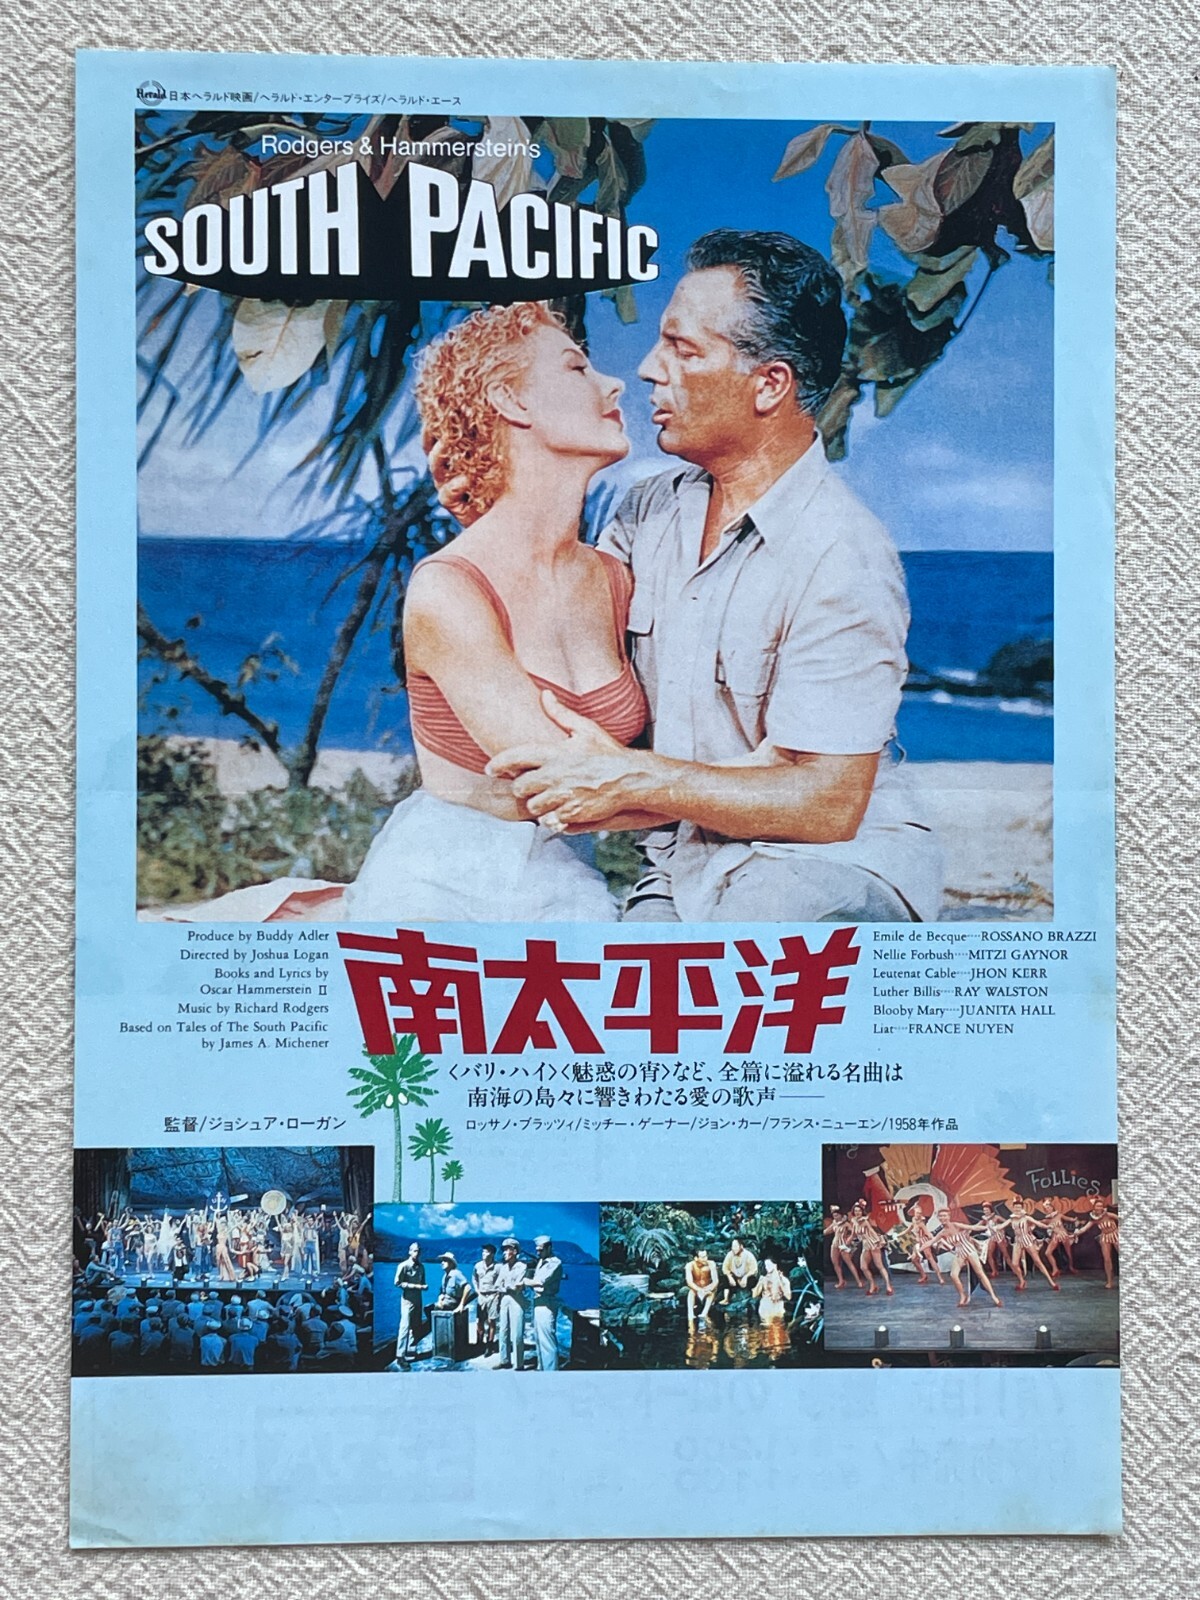 Herald 日本ヘラルド映画/ヘラルド・エンタープライズ/ヘラルド・エース
Rodgers & Hammerstein's
SOUTH PACIFIC
Produce by Buddy Adler
Directed by Joshua Logan
Books and Lyrics by
Oscar Hammerstein Ⅱ
Music by Richard Rodgers
Based on Tales of The South Pacific
by James A. Michener
南太平洋
Emile de Becque····ROSSANO BRAZZI
Nellie Forbush····MITZI GAYNOR
Leutenat Cable····JHON KERR
Luther Billis····RAY WALSTON
Blooby Mary····JUANITA HALL
Liat····FRANCE NUYEN
〈バリ・ハイ〉〈魅惑の宵〉など、全篇に溢れる名曲は
南海の島々に響きわたる愛の歌声――
監督/ジョシュア・ローガン
ロッサノ・ブラッツィ/ミッチー・ゲーナー/ジョン・カー/フランス・ニューエン/1958年作品
FOLLIES